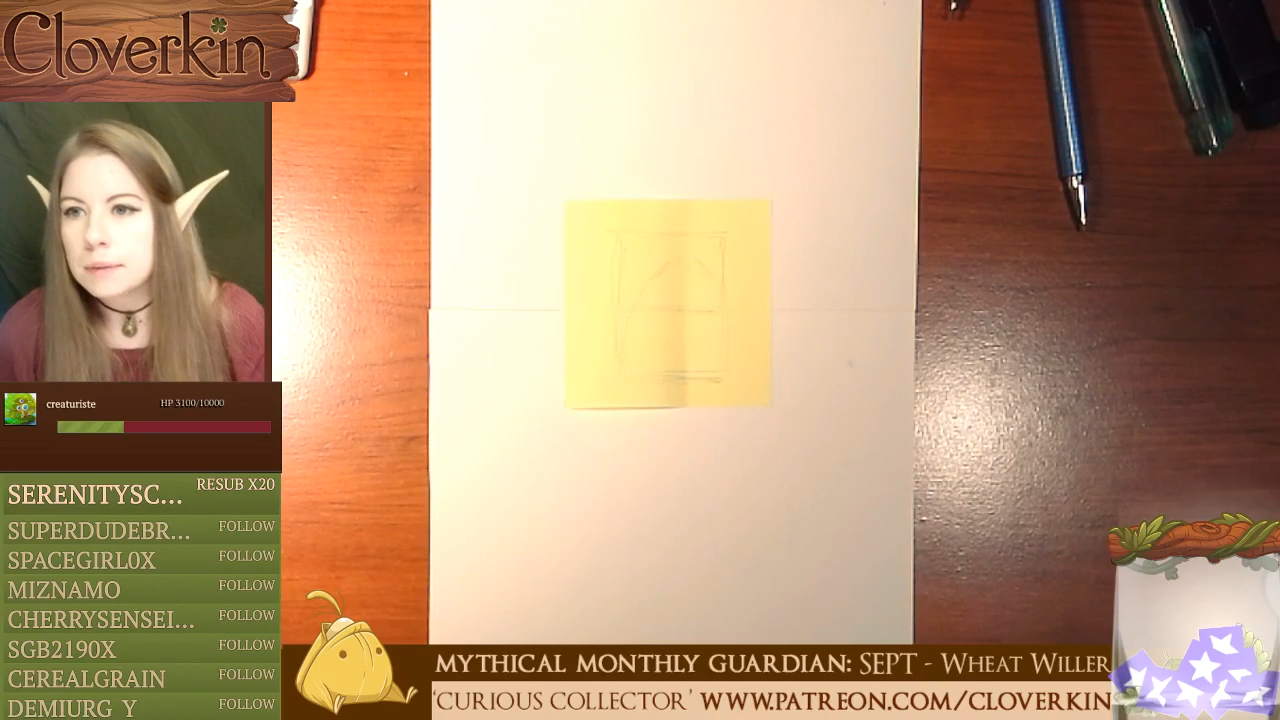 Cloverkin
creaturiste HP 3100/10000
SERENITYSC... RESUB X20
SUPERDUDEBR... FOLLOW
SPACEGIRL0X FOLLOW
MIZNAMO FOLLOW
CHERRYSENSEI... FOLLOW
SGB2190X FOLLOW
CEREALGRAIN FOLLOW
DEMIURG_Y FOLLOW
MYTHICAL MONTHLY GUARDIAN: SEPT - WHEAT WILLER
'CURIOUS COLLECTOR' WWW.PATREON.COM/CLOVERKIN